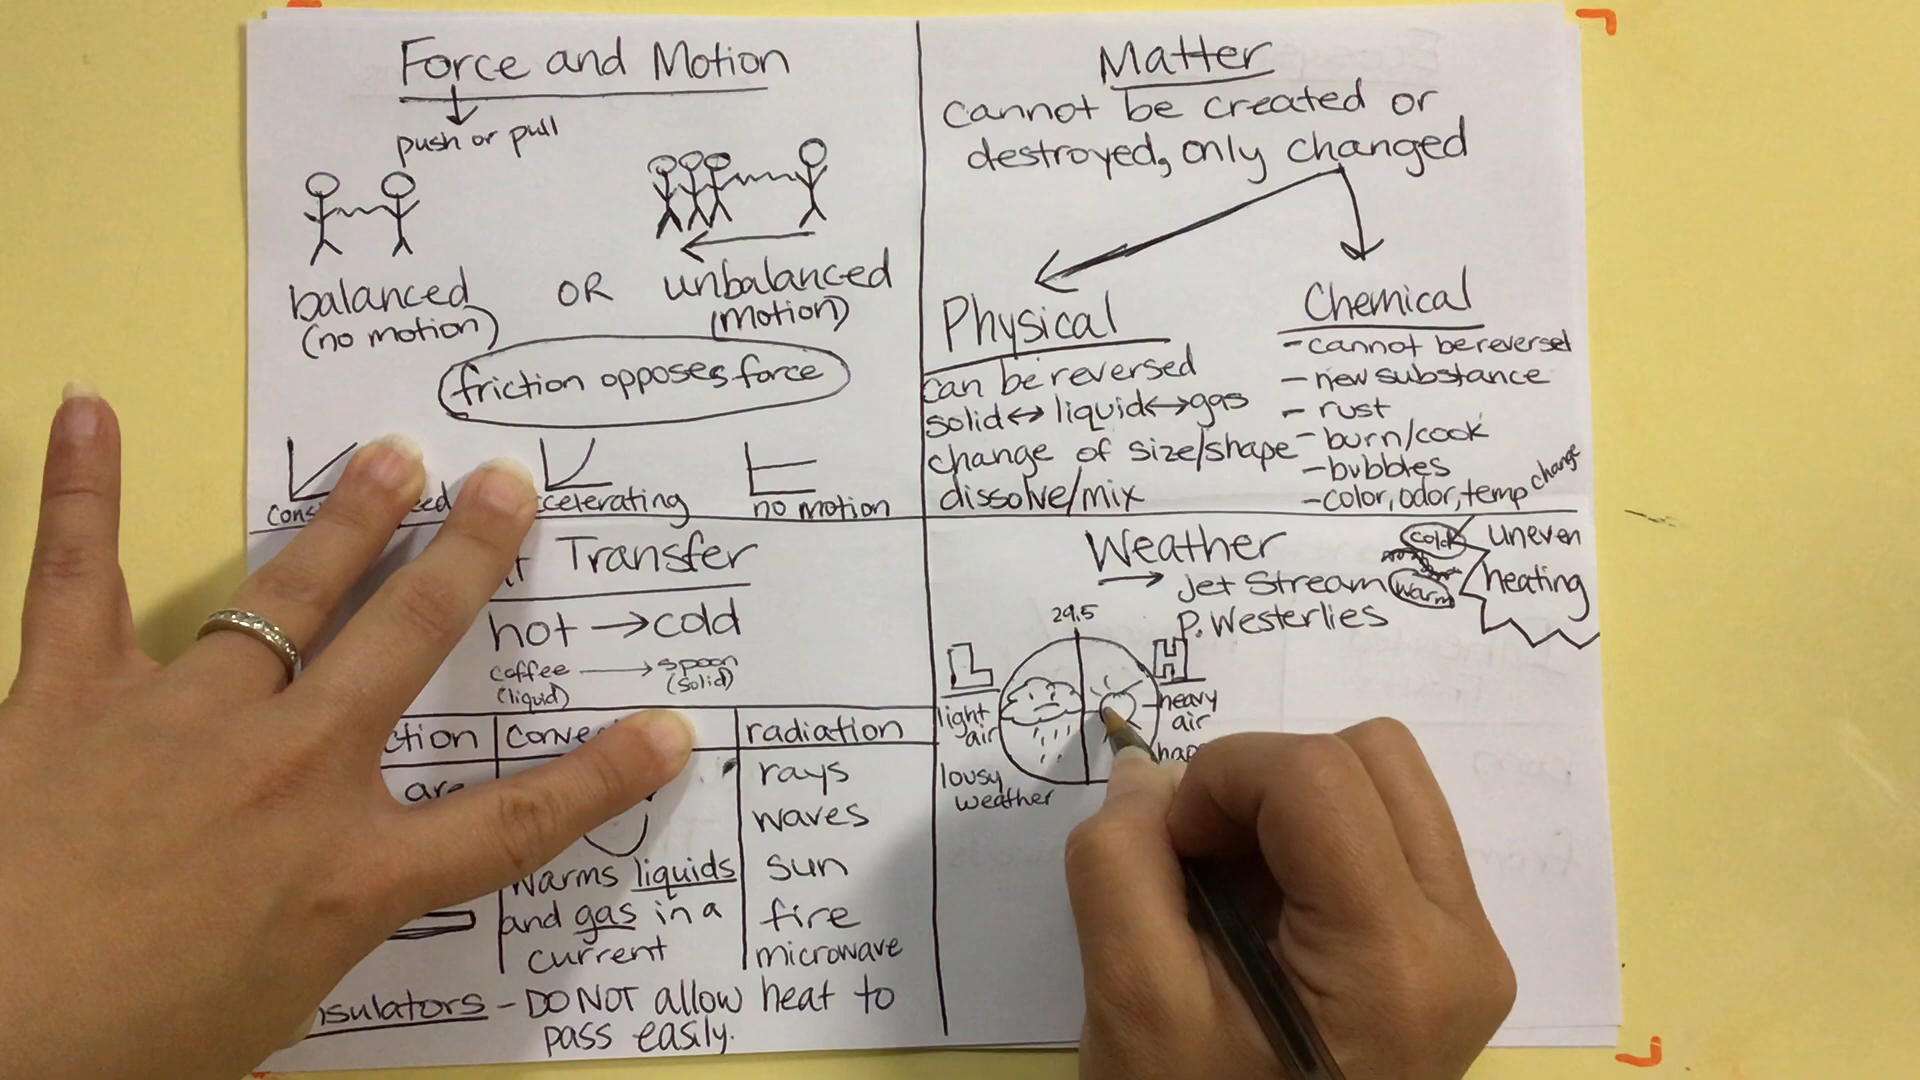 Force and Motion
push or pull
balanced
(no motion)
OR
unbalanced
(motion)
friction opposes force
no motion
Matter
cannot be created or
destroyed, only changed
Physical
can be reversed
solid ↔ liquid ↔ gas
change of size/shape
dissolve/mix
Chemical
- cannot be reversed
- new substance
- rust
- burn/cook
- bubbles
- color, odor, temp change
Transfer
hot → cold
coffee → spoon
(liquid) (solid)
radiation
are
rays
waves
sun
fire
microwave
warms liquids
and gas in a
current
- DO NOT allow heat to
pass easily.
Weather
→ Jet Stream
P. Westerlies
cold
warm
uneven
heating
29.5
L
light
air
lousy
weather
H
heavy
air